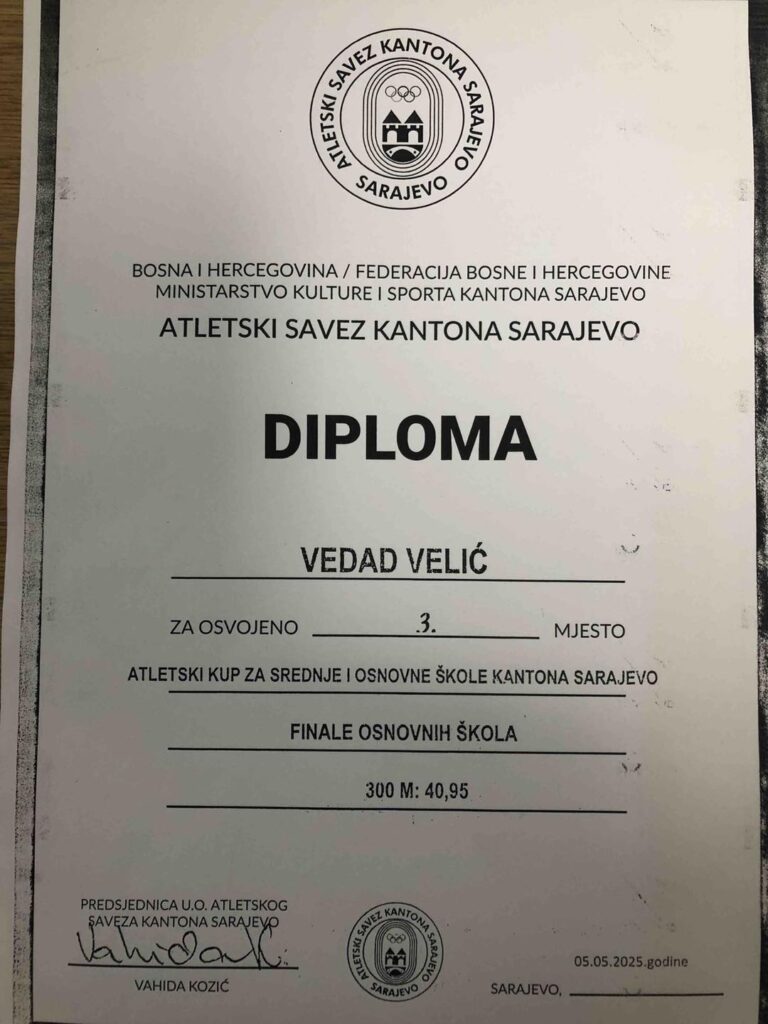 ATLETSKI SAVEZ KANTONA SARAJEVO
SARAJEVO
BOSNA I HERCEGOVINA / FEDERACIJA BOSNE I HERCEGOVINE
MINISTARSTVO KULTURE I SPORTA KANTONA SARAJEVO
ATLETSKI SAVEZ KANTONA SARAJEVO
DIPLOMA
VEDAD VELIĆ
ZA OSVOJENO 3. MJESTO
ATLETSKI KUP ZA SREDNJE I OSNOVNE ŠKOLE KANTONA SARAJEVO
FINALE OSNOVNIH ŠKOLA
300 M: 40,95
PREDSJEDNICA U.O. ATLETSKOG
SAVEZA KANTONA SARAJEVO
Vahida K.
VAHIDA KOZIĆ
ATLETSKI SAVEZ KANTONA SARAJEVO
SARAJEVO
05.05.2025.godine
SARAJEVO,